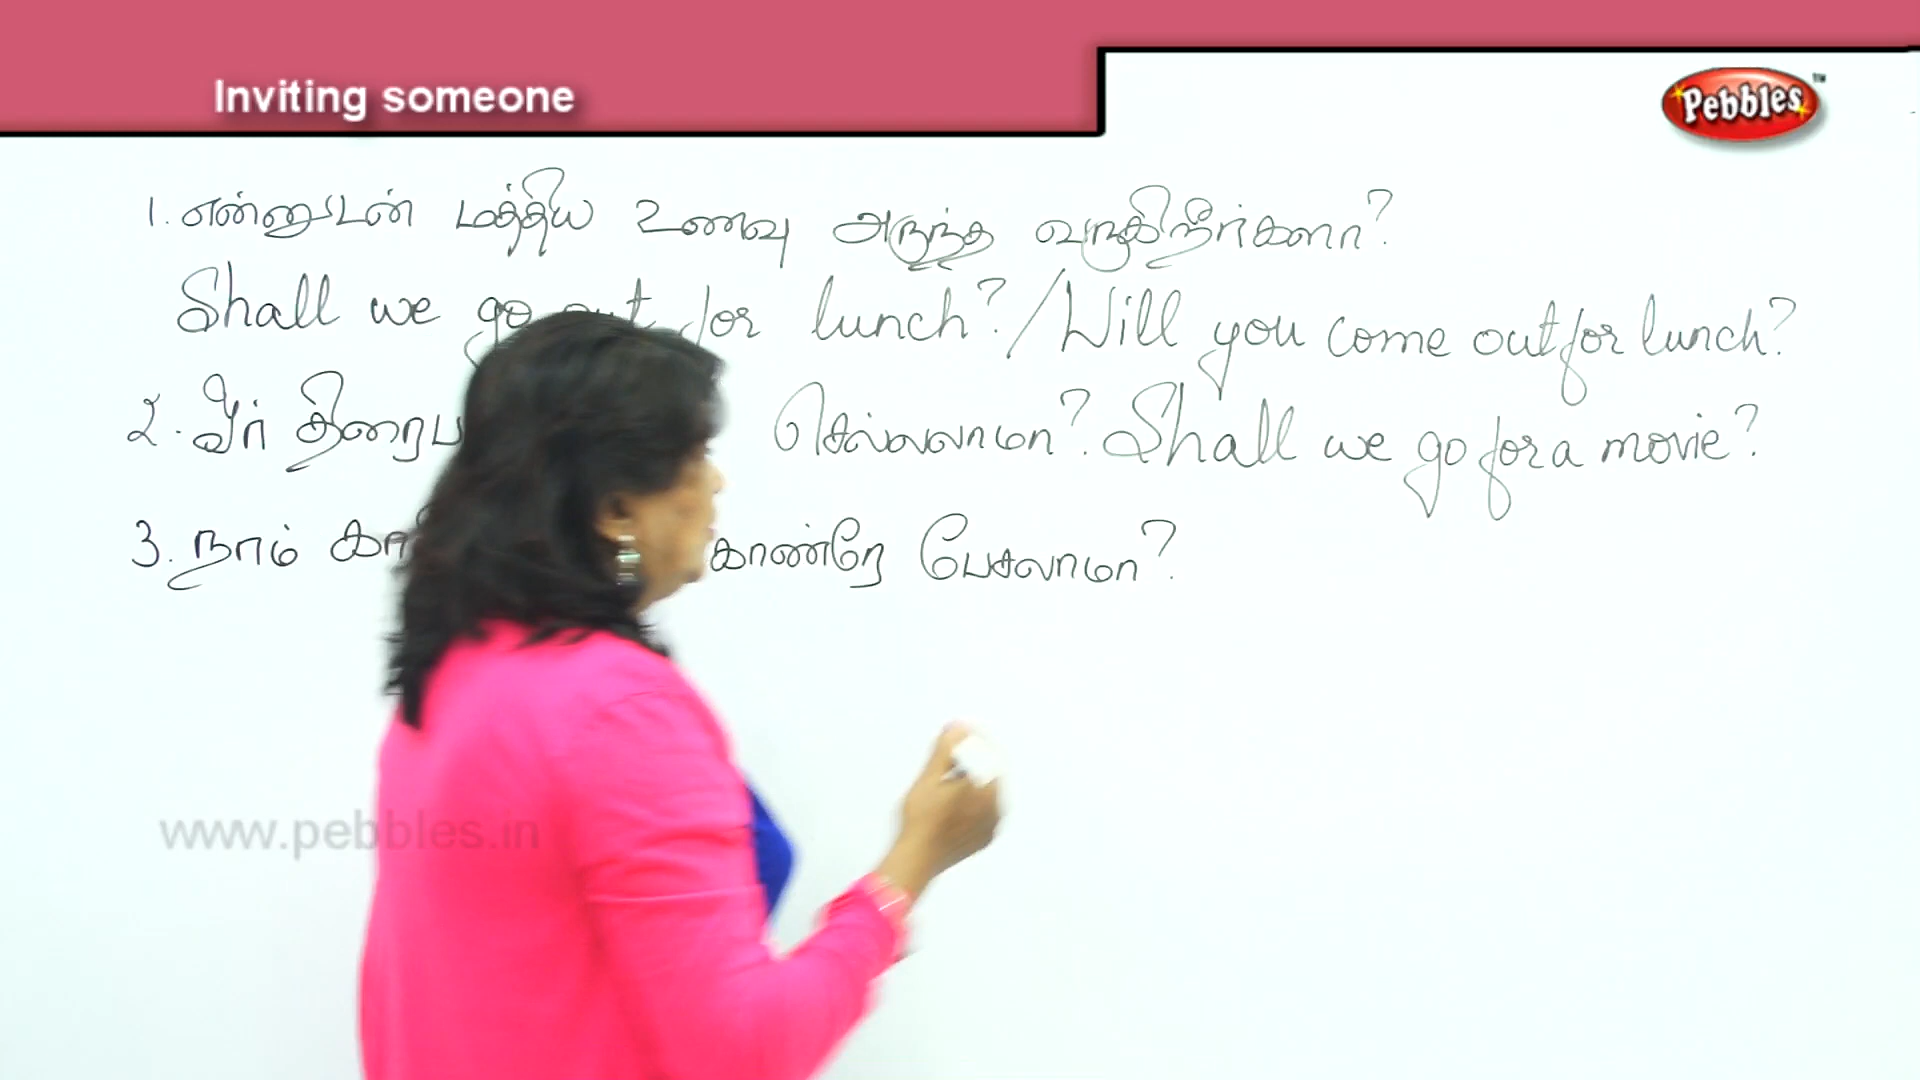 Inviting someone
Pebbles™
1. என்னுடன் மத்திய உணவு அருந்த வருகிறீர்களா?
Shall we go out for lunch? / Will you come out for lunch?
2. செல்லலாமா? Shall we go for a movie?
3. நாம் பேசலாமா?
www.pebbles.in